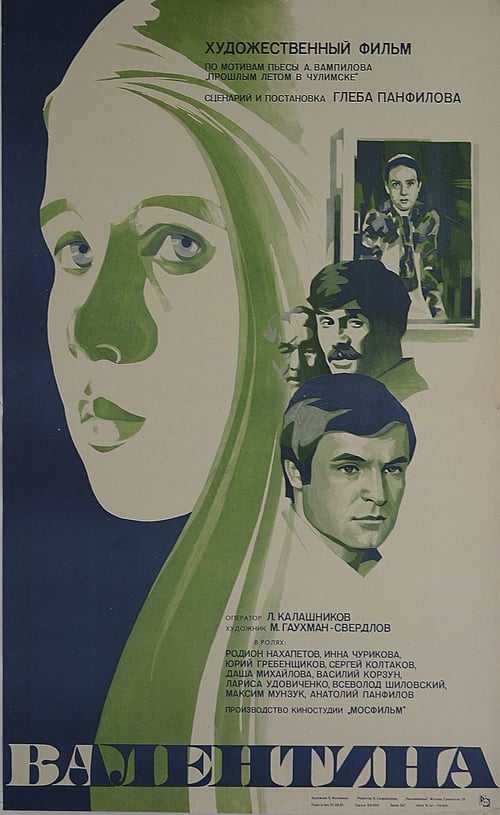 ХУДОЖЕСТВЕННЫЙ ФИЛЬМ
ПО МОТИВАМ ПЬЕСЫ А. ВАМПИЛОВА
„ПРОШЛЫМ ЛЕТОМ В ЧУЛИМСКЕ"
СЦЕНАРИЙ И ПОСТАНОВКА ГЛЕБА ПАНФИЛОВА
ОПЕРАТОР Л. КАЛАШНИКОВ
ХУДОЖНИК М. ГАУХМАН-СВЕРДЛОВ
В РОЛЯХ:
РОДИОН НАХАПЕТОВ, ИННА ЧУРИКОВА,
ЮРИЙ ГРЕБЕНЩИКОВ, СЕРГЕЙ КОЛТАКОВ,
ДАША МИХАЙЛОВА, ВАСИЛИЙ КОРЗУН,
ЛАРИСА УДОВИЧЕНКО, ВСЕВОЛОД ШИЛОВСКИЙ,
МАКСИМ МУНЗУК, АНАТОЛИЙ ПАНФИЛОВ
ПРОИЗВОДСТВО КИНОСТУДИИ „МОСФИЛЬМ"
ВАЛЕНТИНА